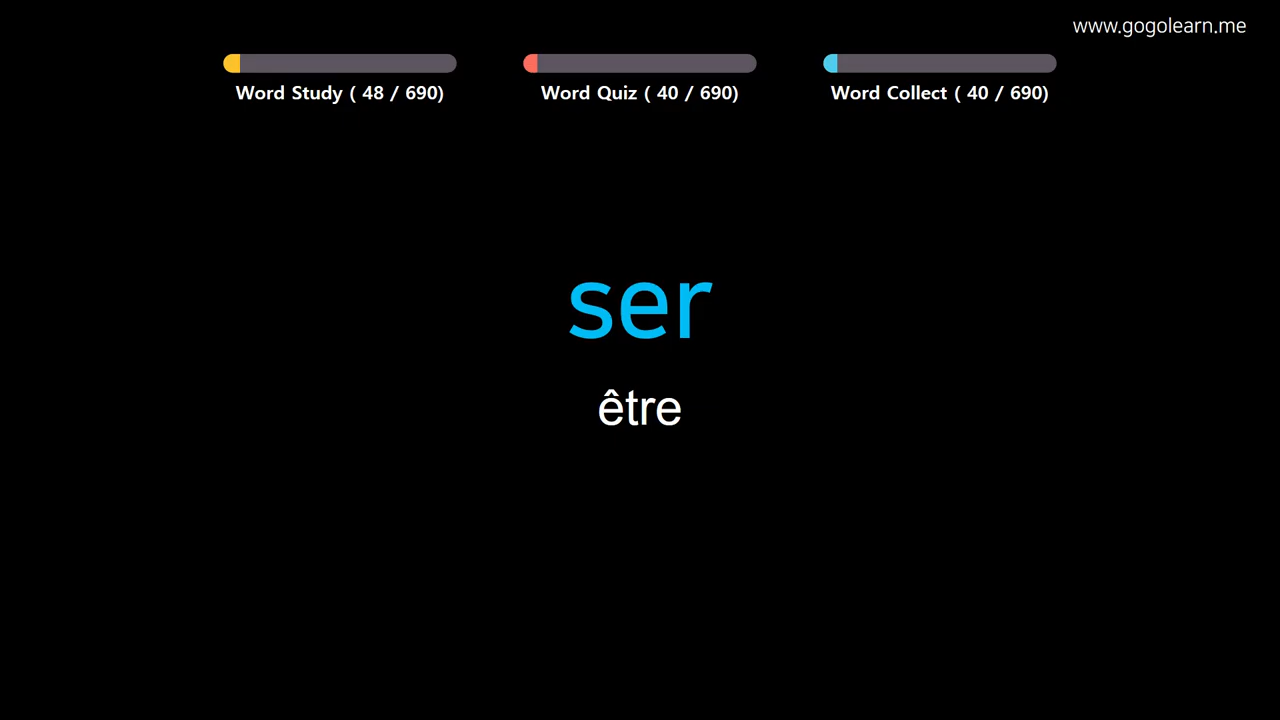 www.gogolearn.me
Word Study ( 48 / 690)
Word Quiz ( 40 / 690)
Word Collect ( 40 / 690)
ser
être